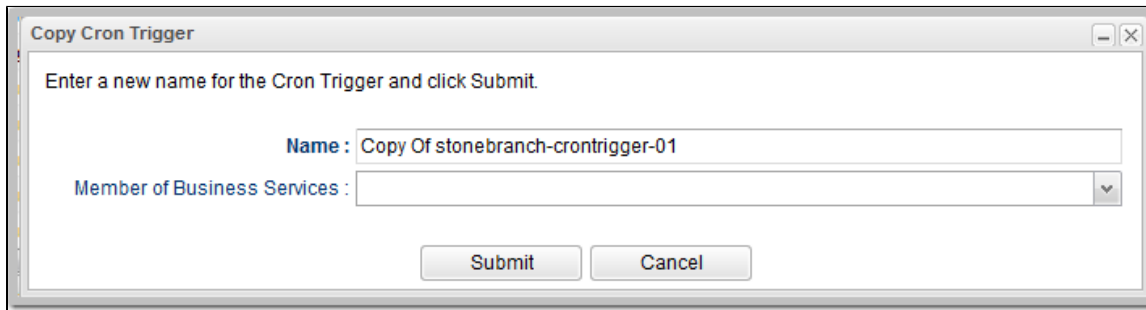 Copy Cron Trigger
Enter a new name for the Cron Trigger and click Submit.
Name : Copy Of stonebranch-crontrigger-01
Member of Business Services :
Submit Cancel